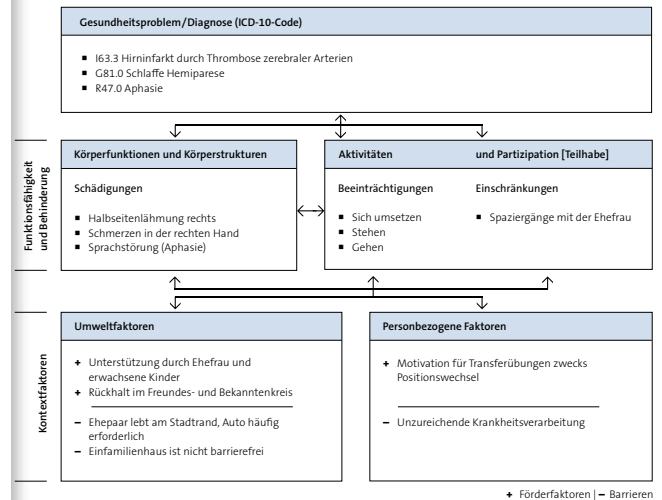 Gesundheitsproblem/Diagnose (ICD-10-Code)
■ I63.3 Hirninfarkt durch Thrombose zerebraler Arterien
■ G81.0 Schlaffe Hemiparese
■ R47.0 Aphasie
Funktionsfähigkeit
und Behinderung
Körperfunktionen und Körperstrukturen
Schädigungen
■ Halbseitenlähmung rechts
■ Schmerzen in der rechten Hand
■ Sprachstörung (Aphasie)
Aktivitäten und Partizipation [Teilhabe]
Beeinträchtigungen Einschränkungen
■ Sich umsetzen ■ Spaziergänge mit der Ehefrau
■ Stehen
■ Gehen
Kontextfaktoren
Umweltfaktoren
+ Unterstützung durch Ehefrau und
erwachsene Kinder
+ Rückhalt im Freundes- und Bekanntenkreis
– Ehepaar lebt am Stadtrand, Auto häufig
erforderlich
– Einfamilienhaus ist nicht barrierefrei
Personbezogene Faktoren
+ Motivation für Transferübungen zwecks
Positionswechsel
– Unzureichende Krankheitsverarbeitung
+ Förderfaktoren | – Barrieren